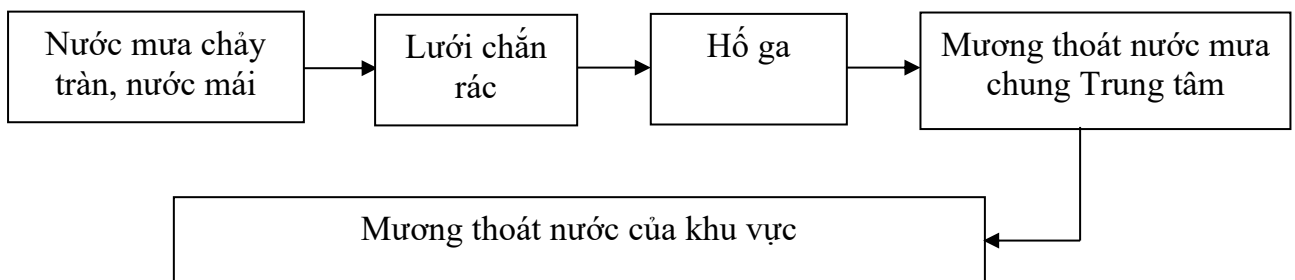 Nước mưa chảy
tràn, nước mái
Lưới chắn
rác
Hố ga
Mương thoát nước mưa
chung Trung tâm
Mương thoát nước của khu vực